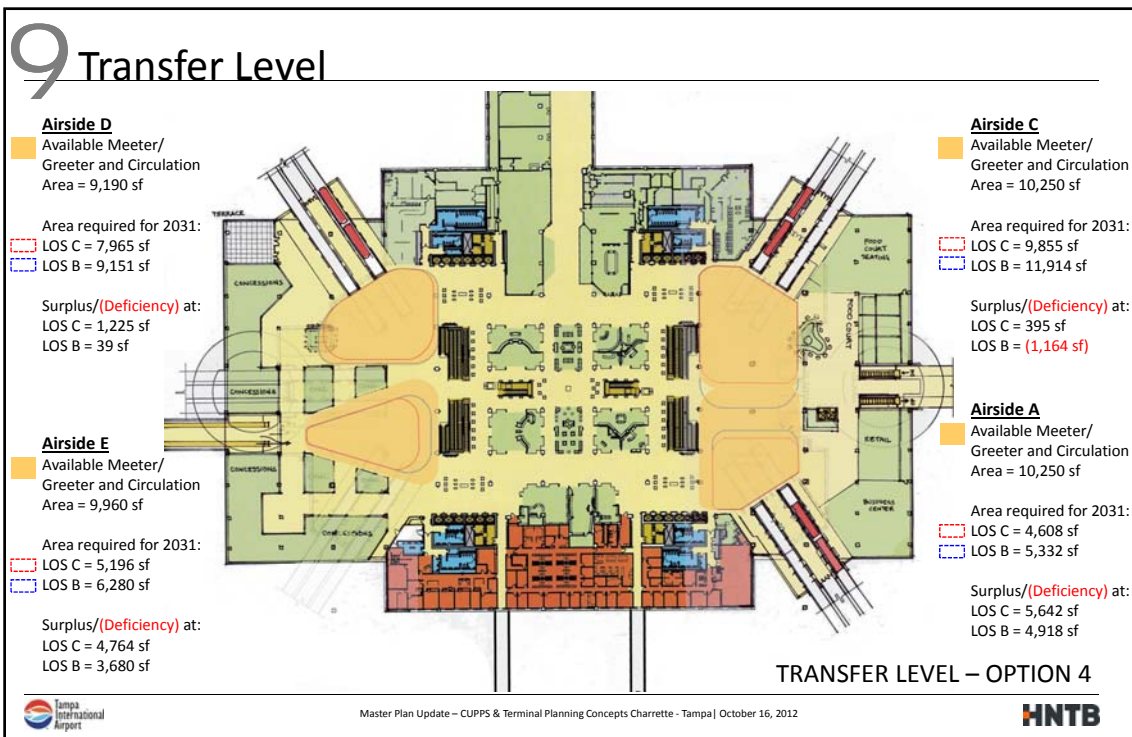 9 Transfer Level
Airside D
Available Meeter/
Greeter and Circulation
Area = 9,190 sf
Area required for 2031:
LOS C = 7,965 sf
LOS B = 9,151 sf
Surplus/(Deficiency) at:
LOS C = 1,225 sf
LOS B = 39 sf
Airside E
Available Meeter/
Greeter and Circulation
Area = 9,960 sf
Area required for 2031:
LOS C = 5,196 sf
LOS B = 6,280 sf
Surplus/(Deficiency) at:
LOS C = 4,764 sf
LOS B = 3,680 sf
TERRACE
CONCESSIONS
CONCESSIONS
CONCESSIONS
CONCESSIONS
FOOD
COURT
SEATING
FOOD COURT
RETAIL
BUSINESS
CENTER
Airside C
Available Meeter/
Greeter and Circulation
Area = 10,250 sf
Area required for 2031:
LOS C = 9,855 sf
LOS B = 11,914 sf
Surplus/(Deficiency) at:
LOS C = 395 sf
LOS B = (1,164 sf)
Airside A
Available Meeter/
Greeter and Circulation
Area = 10,250 sf
Area required for 2031:
LOS C = 4,608 sf
LOS B = 5,332 sf
Surplus/(Deficiency) at:
LOS C = 5,642 sf
LOS B = 4,918 sf
TRANSFER LEVEL – OPTION 4
Tampa
International
Airport
Master Plan Update – CUPPS & Terminal Planning Concepts Charrette - Tampa| October 16, 2012
HNTB